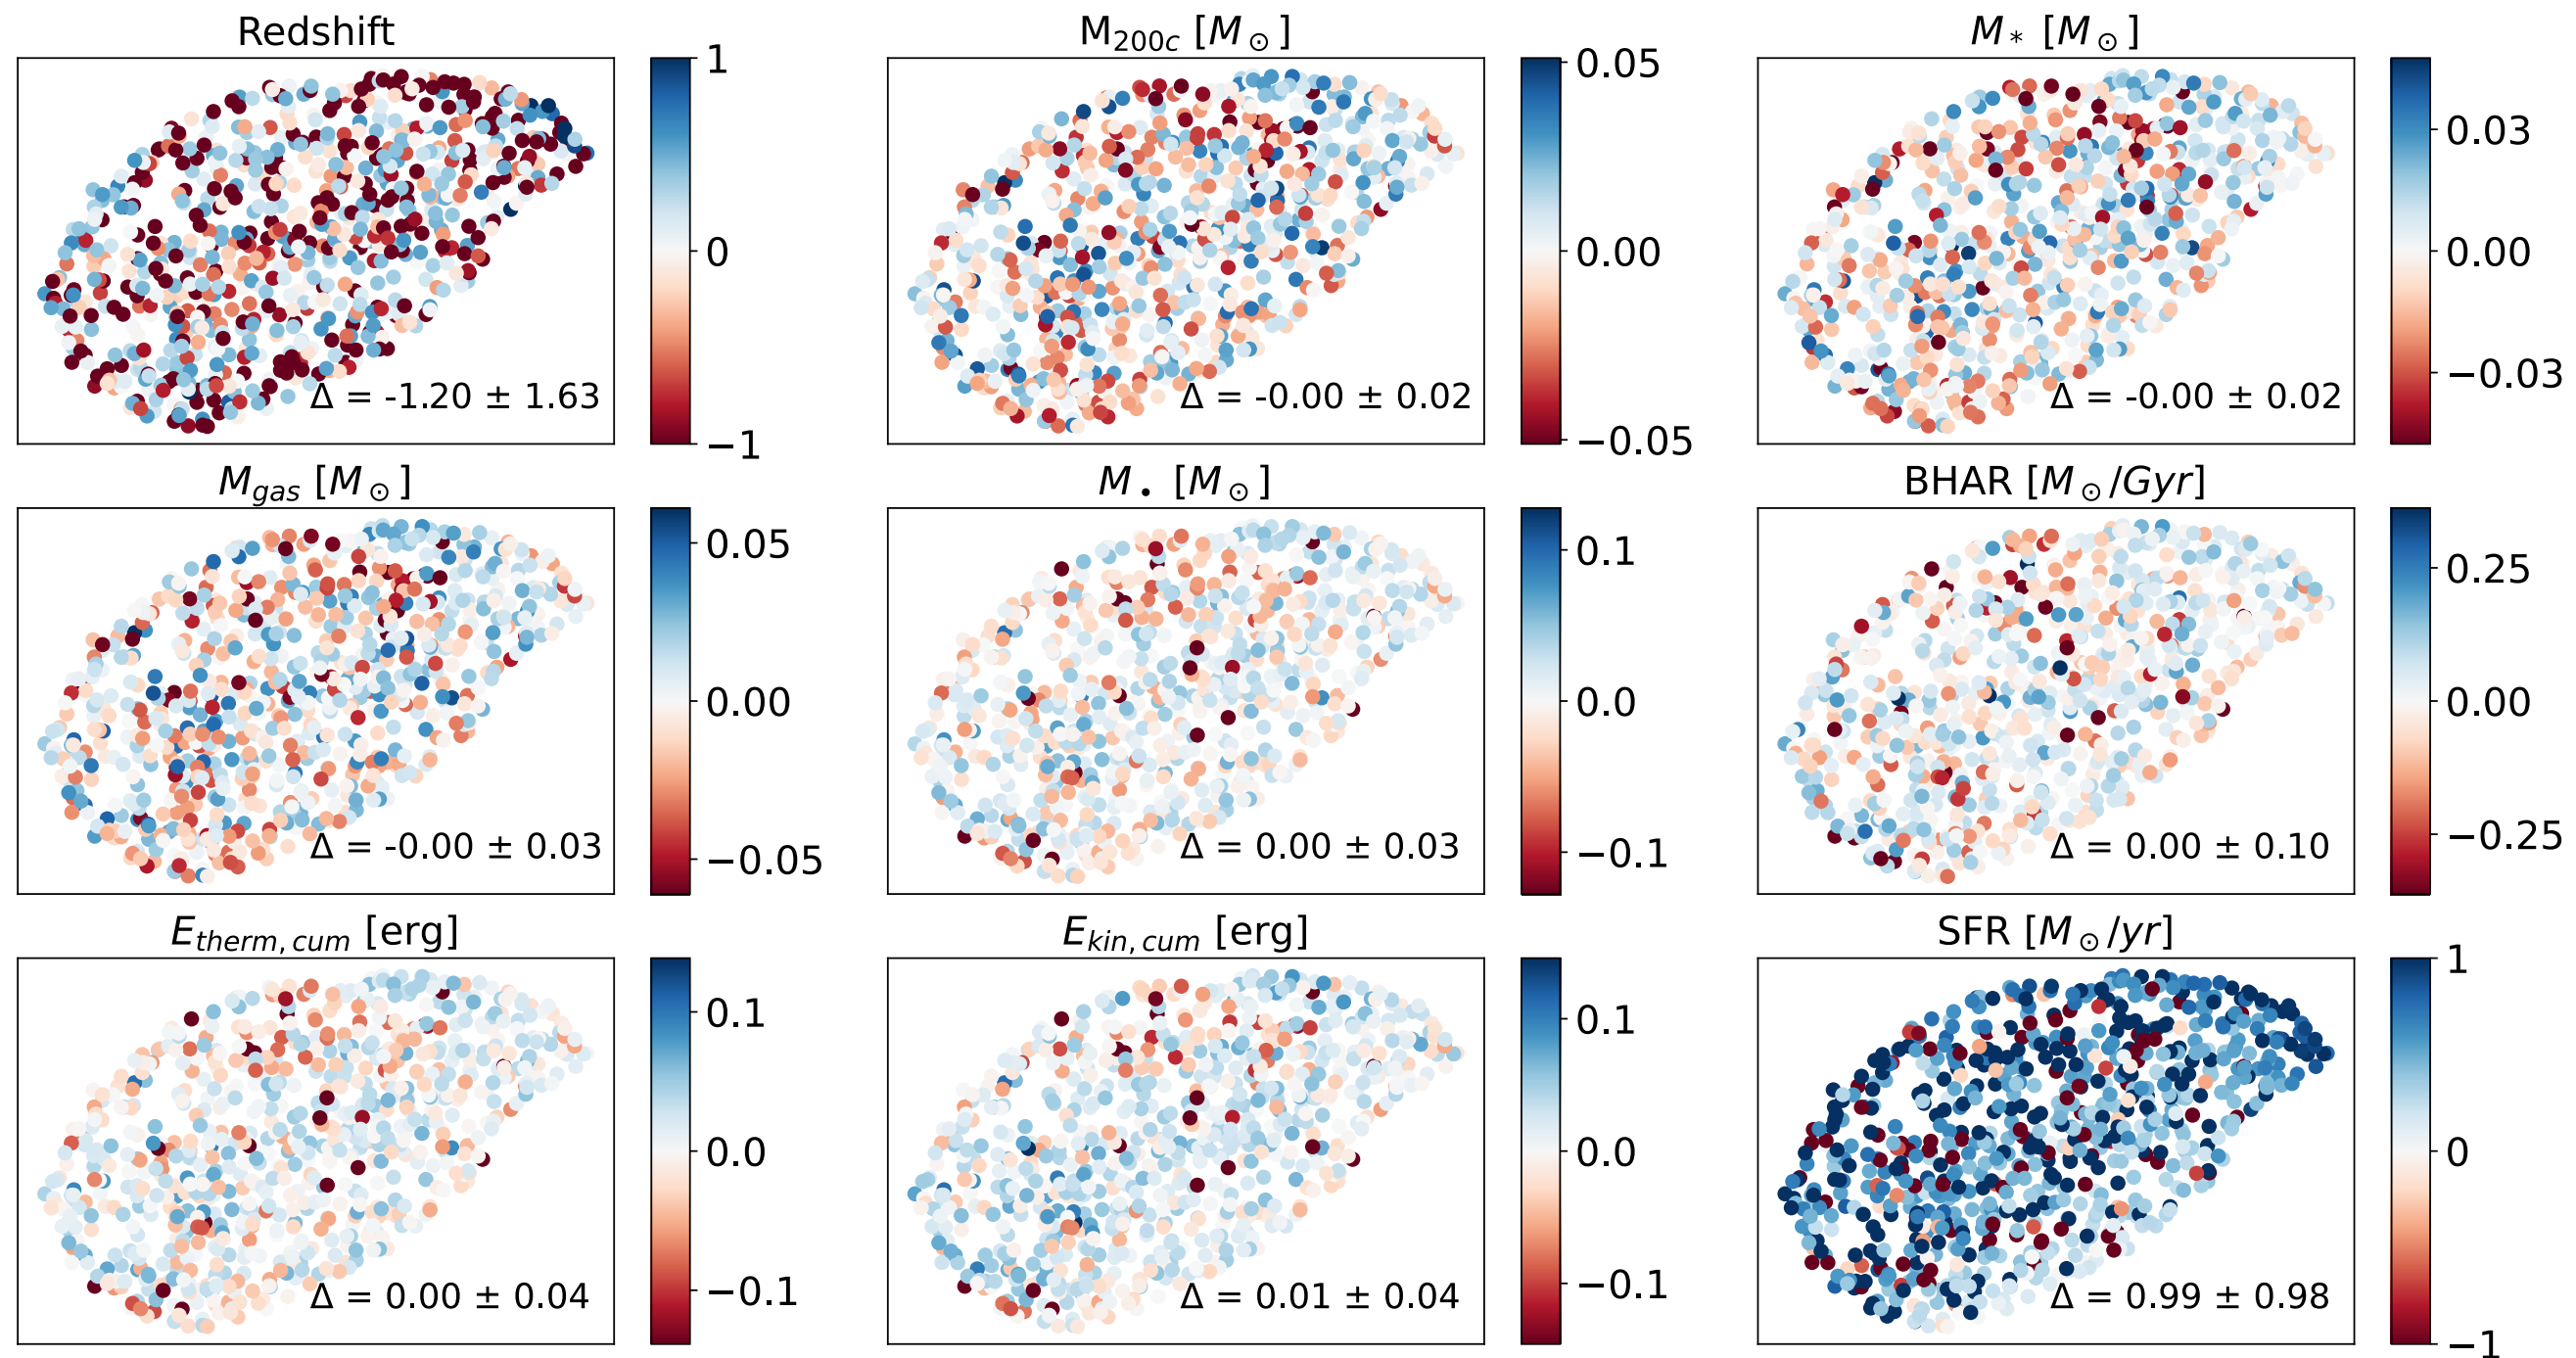 Redshift
1
0
−1
Δ = -1.20 ± 1.63
M200c [M⊙]
0.05
0.00
−0.05
Δ = -0.00 ± 0.02
M* [M⊙]
0.03
0.00
−0.03
Δ = -0.00 ± 0.02
Mgas [M⊙]
0.05
0.00
−0.05
Δ = -0.00 ± 0.03
M• [M⊙]
0.1
0.0
−0.1
Δ = 0.00 ± 0.03
BHAR [M⊙/Gyr]
0.25
0.00
−0.25
Δ = 0.00 ± 0.10
Etherm,cum [erg]
0.1
0.0
−0.1
Δ = 0.00 ± 0.04
Ekin,cum [erg]
0.1
0.0
−0.1
Δ = 0.01 ± 0.04
SFR [M⊙/yr]
1
0
−1
Δ = 0.99 ± 0.98